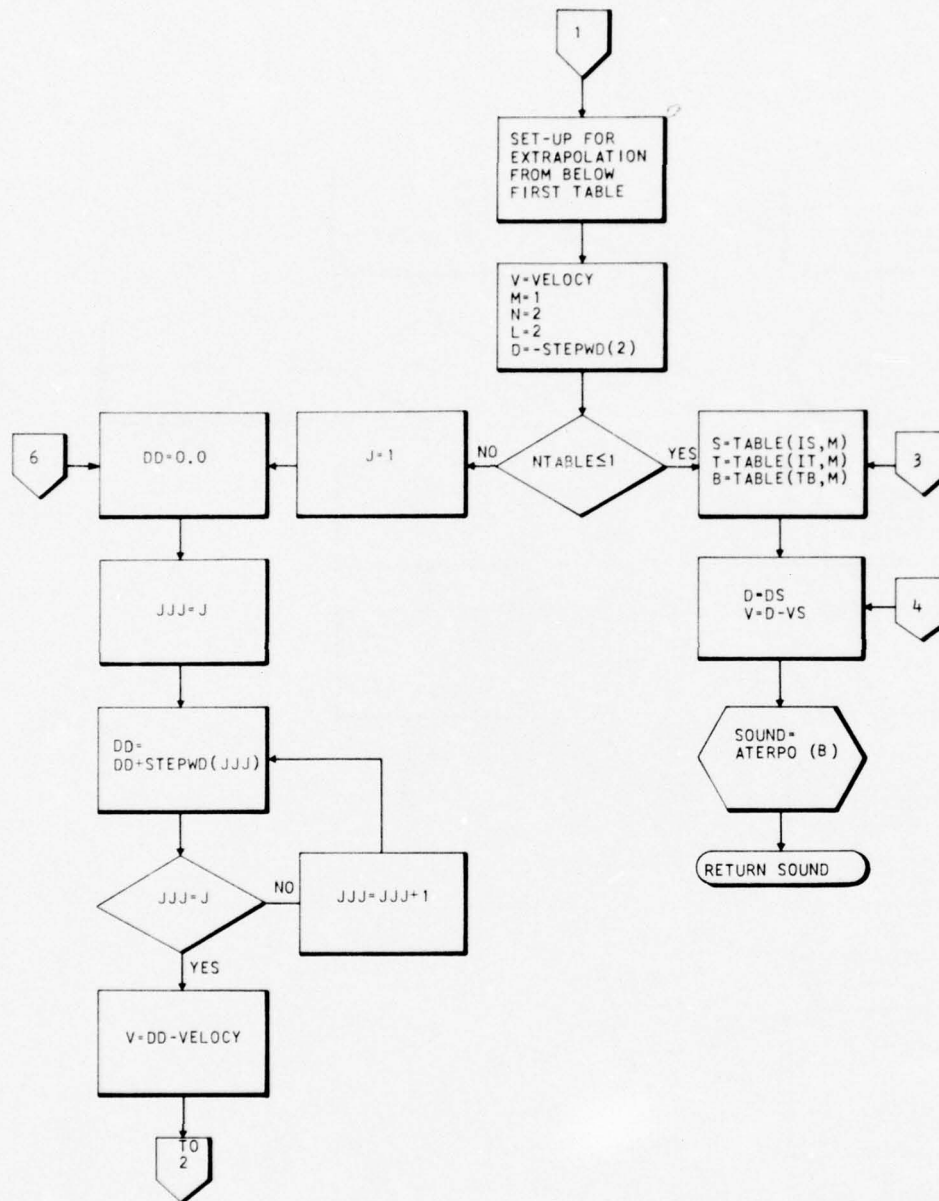 1
SET-UP FOR
EXTRAPOLATION
FROM BELOW
FIRST TABLE
V=VELOCY
M=1
N=2
L=2
D=-STEPWD(2)
NTABLE≤1
NO
YES
J=1
DD=0.0
6
S=TABLE(IS,M)
T=TABLE(IT,M)
B=TABLE(TB,M)
3
JJJ=J
D=DS
V=D-VS
4
DD=
DD+STEPWD(JJJ)
SOUND=
ATERPO (B)
JJJ=J
NO
JJJ=JJJ+1
RETURN SOUND
YES
V=DD-VELOCY
TO
2